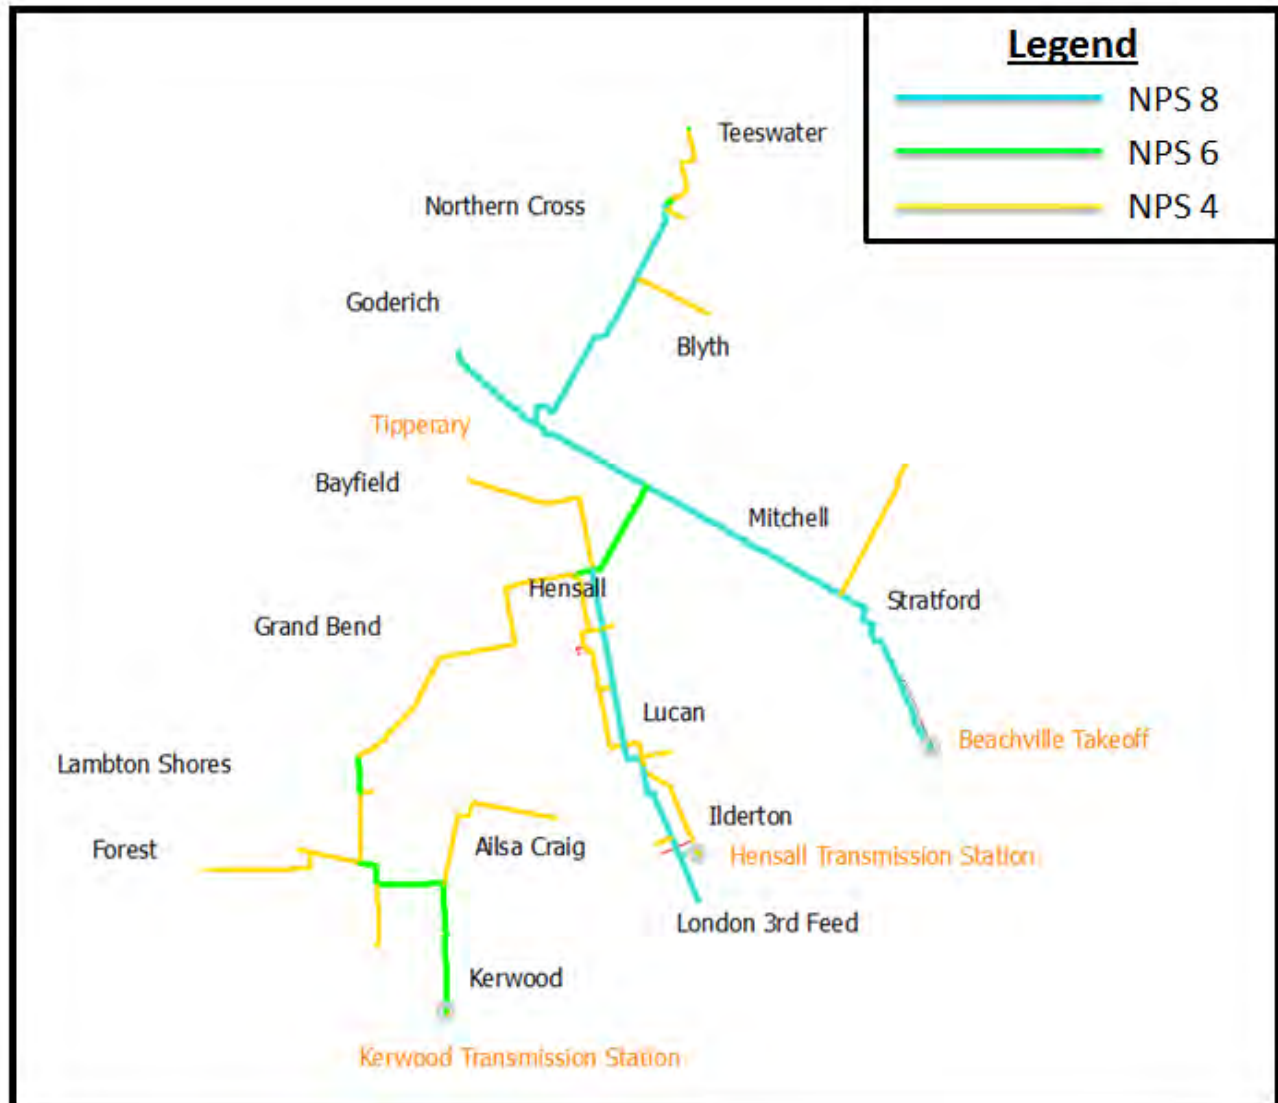 Legend
NPS 8
NPS 6
NPS 4
Teeswater
Northern Cross
Goderich
Blyth
Tipperary
Bayfield
Mitchell
Hensall
Stratford
Grand Bend
Lucan
Beachville Takeoff
Lambton Shores
Ilderton
Forest
Ailsa Craig
Hensall Transmission Station
London 3rd Feed
Kerwood
Kerwood Transmission Station